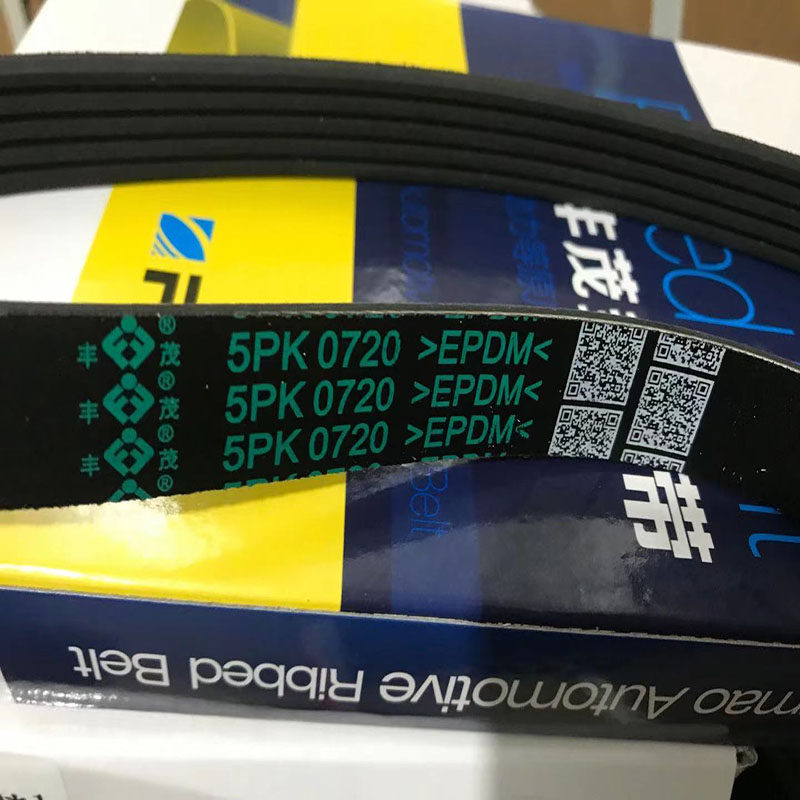 丰茂®
5PK 0720 >EPDM<
丰茂®
5PK 0720 >EPDM<
丰茂®
5PK 0720 >EPDM<
丰茂
带
Belt
mao Automotive Ribbed Belt